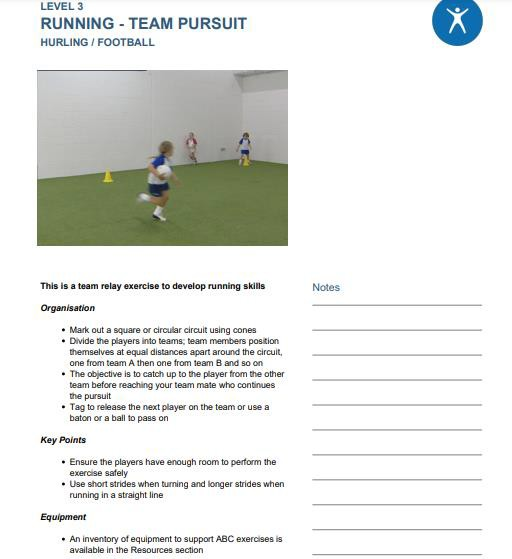 LEVEL 3
RUNNING - TEAM PURSUIT
HURLING / FOOTBALL
This is a team relay exercise to develop running skills
Organisation
• Mark out a square or circular circuit using cones
• Divide the players into teams; team members position
themselves at equal distances apart around the circuit,
one from team A then one from team B and so on
• The objective is to catch up to the player from the other
team before reaching your team mate who continues
the pursuit
• Tag to release the next player on the team or use a
baton or a ball to pass on
Key Points
• Ensure the players have enough room to perform the
exercise safely
• Use short strides when turning and longer strides when
running in a straight line
Equipment
• An inventory of equipment to support ABC exercises is
available in the Resources section
Notes